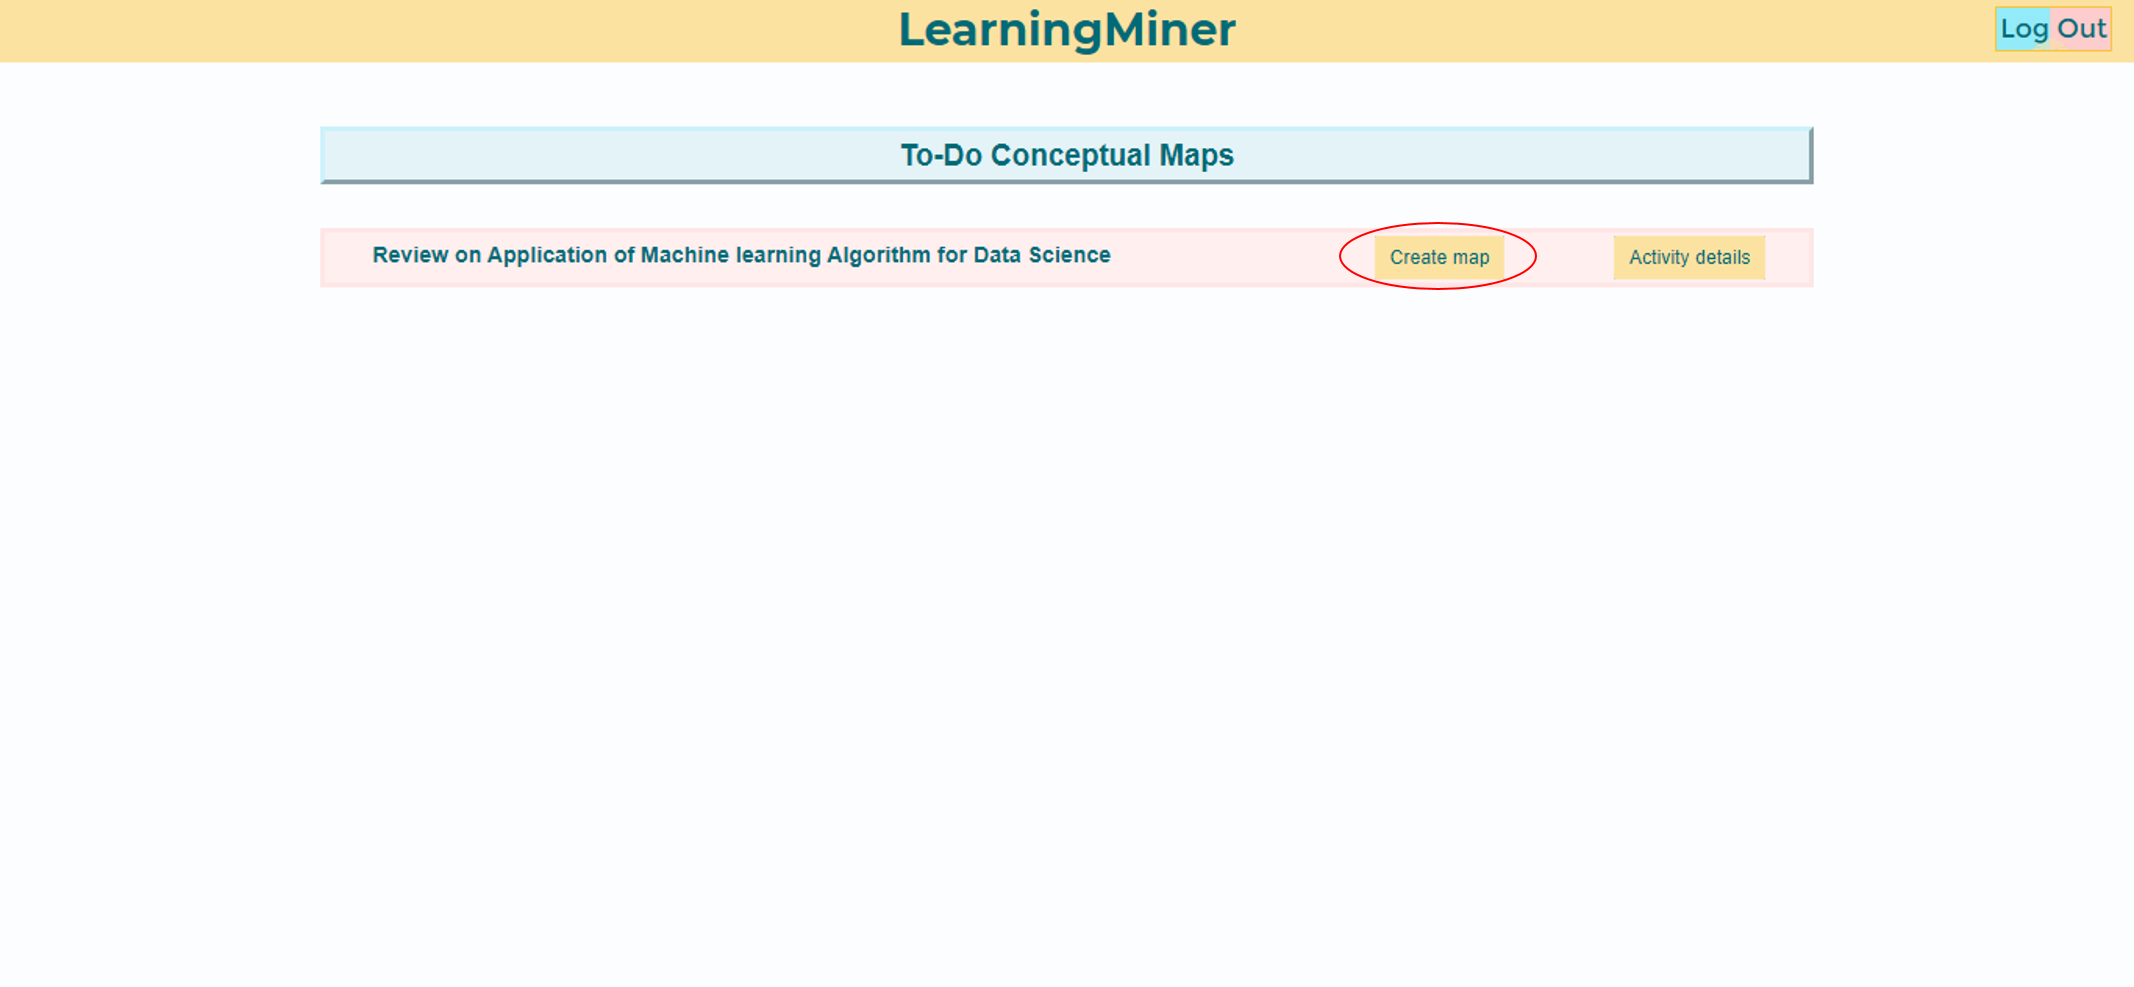 LearningMiner
Log Out
To-Do Conceptual Maps
Review on Application of Machine learning Algorithm for Data Science
Create map
Activity details